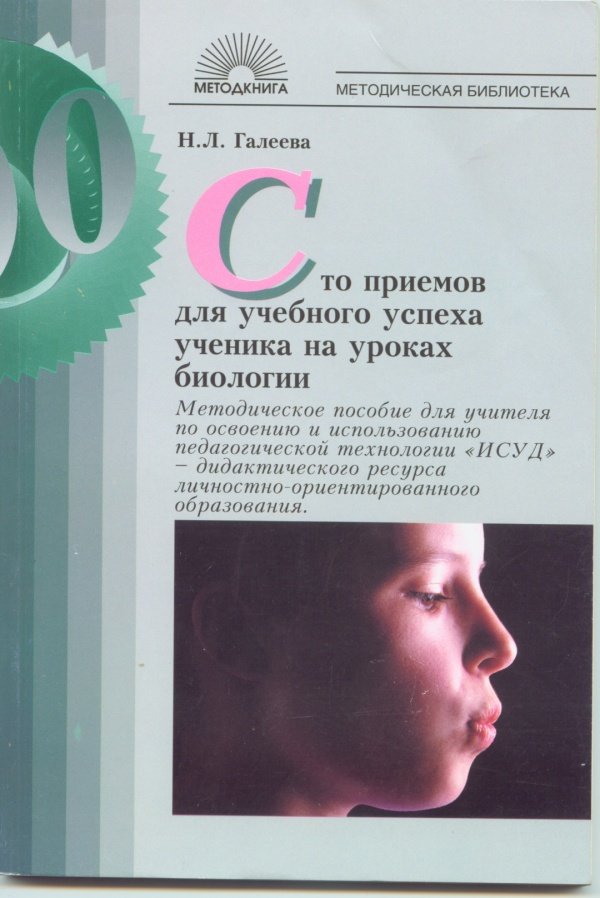 00
МЕТОДКНИГА
МЕТОДИЧЕСКАЯ БИБЛИОТЕКА
Н.Л. Галеева
Сто приемов
для учебного успеха
ученика на уроках
биологии
Методическое пособие для учителя
по освоению и использованию
педагогической технологии «ИСУД»
– дидактического ресурса
личностно-ориентированного
образования.